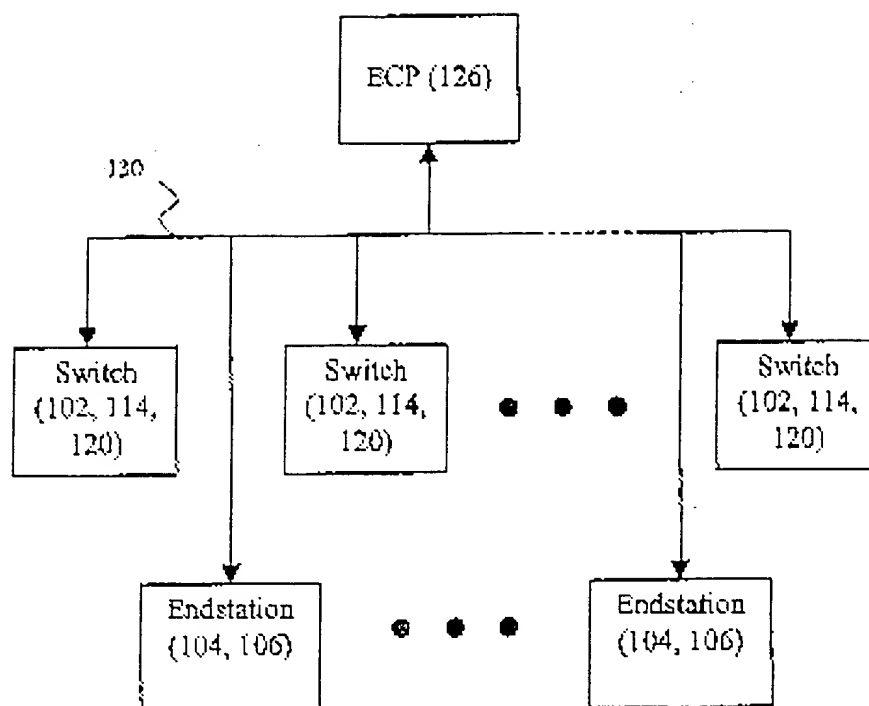 ECP (126)
130
Switch
(102, 114,
120)
Switch
(102, 114,
120)
Switch
(102, 114,
120)
Endstation
(104, 106)
Endstation
(104, 106)